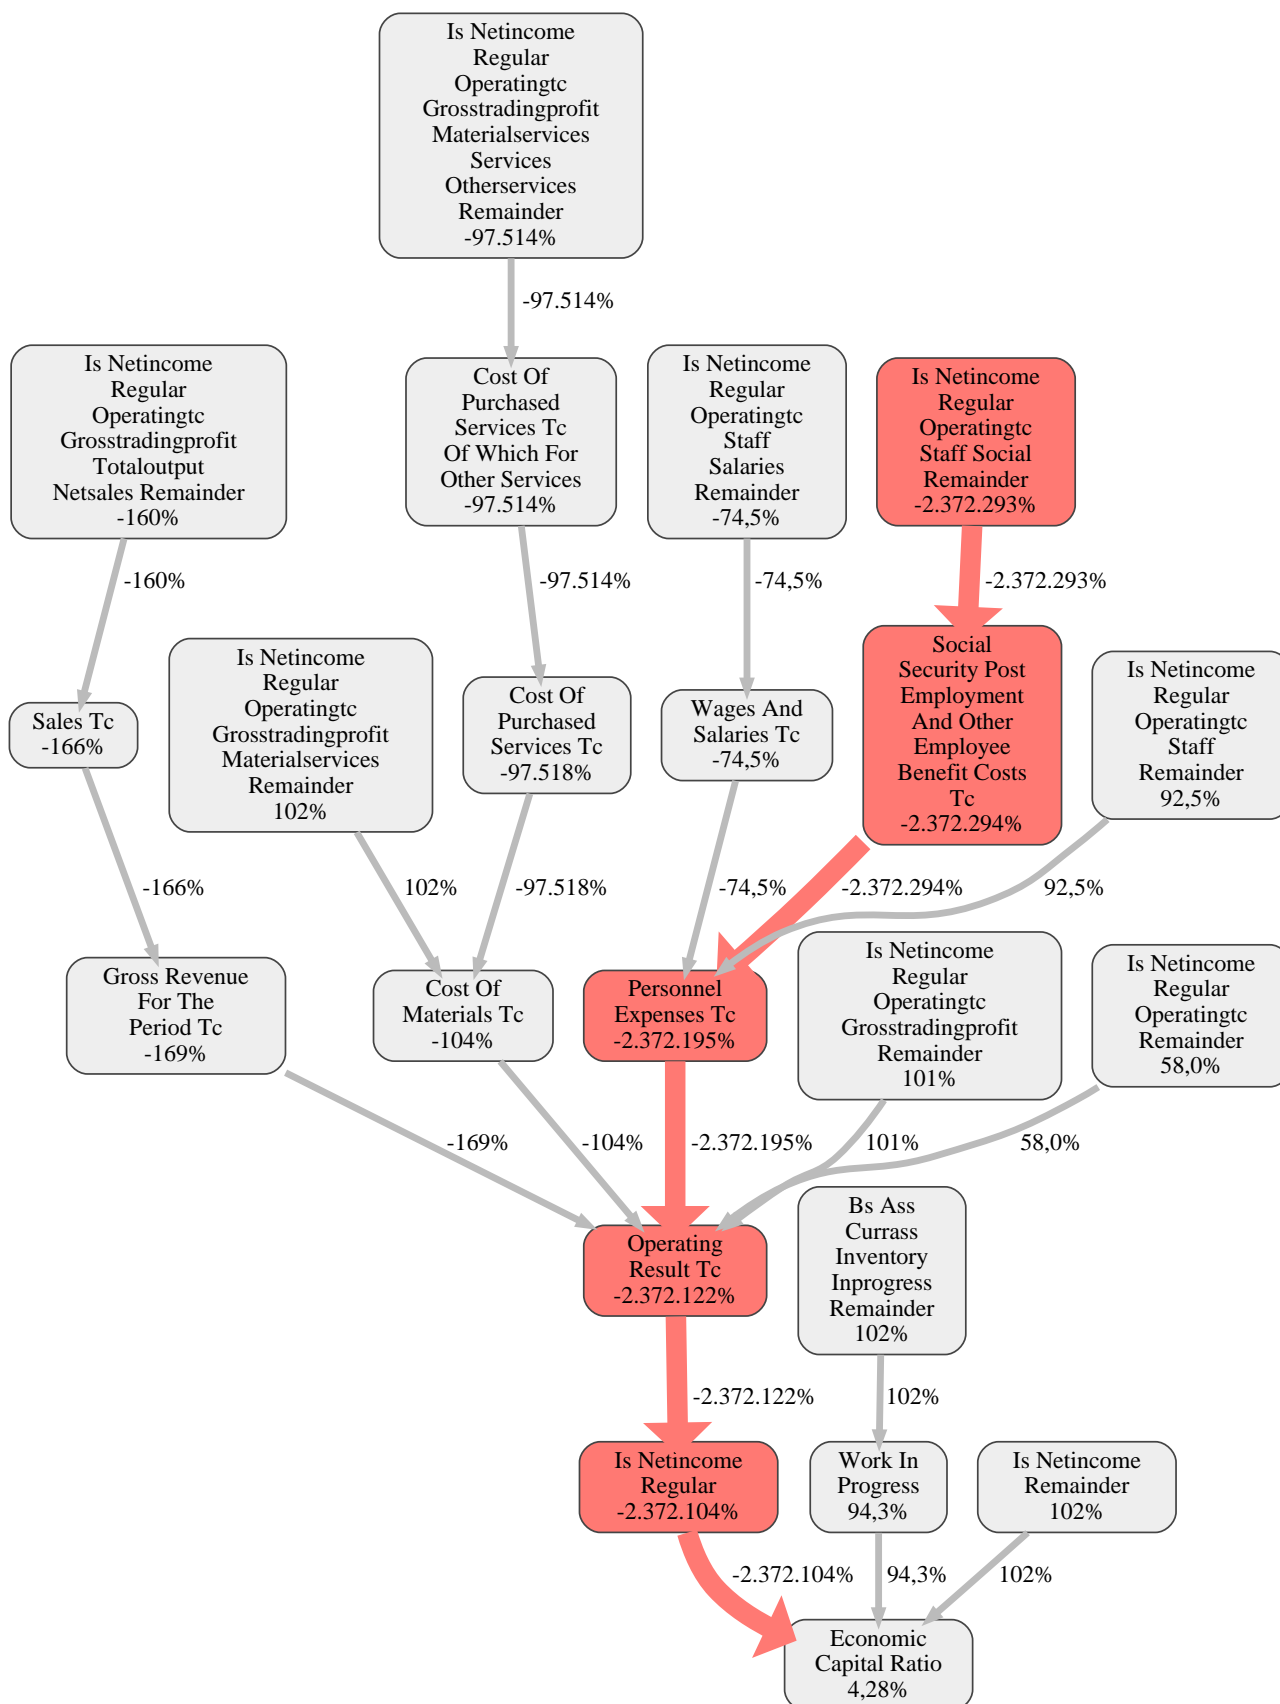 Is Netincome
Regular
Operatingtc
Grosstradingprofit
Materialservices
Services
Otherservices
Remainder
-97.514%
-97.514%
Is Netincome
Regular
Operatingtc
Grosstradingprofit
Totaloutput
Netsales Remainder
-160%
Cost Of
Purchased
Services Tc
Of Which For
Other Services
-97.514%
Is Netincome
Regular
Operatingtc
Staff
Salaries
Remainder
-74,5%
Is Netincome
Regular
Operatingtc
Staff Social
Remainder
-2.372.293%
-160%
-97.514%
-74,5%
-2.372.293%
Sales Tc
-166%
Is Netincome
Regular
Operatingtc
Grosstradingprofit
Materialservices
Remainder
102%
Cost Of
Purchased
Services Tc
-97.518%
Wages And
Salaries Tc
-74,5%
Social
Security Post
Employment
And Other
Employee
Benefit Costs
Tc
-2.372.294%
Is Netincome
Regular
Operatingtc
Staff
Remainder
92,5%
-166%
102%
-97.518%
-74,5%
-2.372.294%
92,5%
Gross Revenue
For The
Period Tc
-169%
Cost Of
Materials Tc
-104%
Personnel
Expenses Tc
-2.372.195%
Is Netincome
Regular
Operatingtc
Grosstradingprofit
Remainder
101%
Is Netincome
Regular
Operatingtc
Remainder
58,0%
-169%
-104%
-2.372.195%
101%
58,0%
Operating
Result Tc
-2.372.122%
Bs Ass
Currass
Inventory
Inprogress
Remainder
102%
-2.372.122%
102%
Is Netincome
Regular
-2.372.104%
Work In
Progress
94,3%
Is Netincome
Remainder
102%
-2.372.104%
94,3%
102%
Economic
Capital Ratio
4,28%